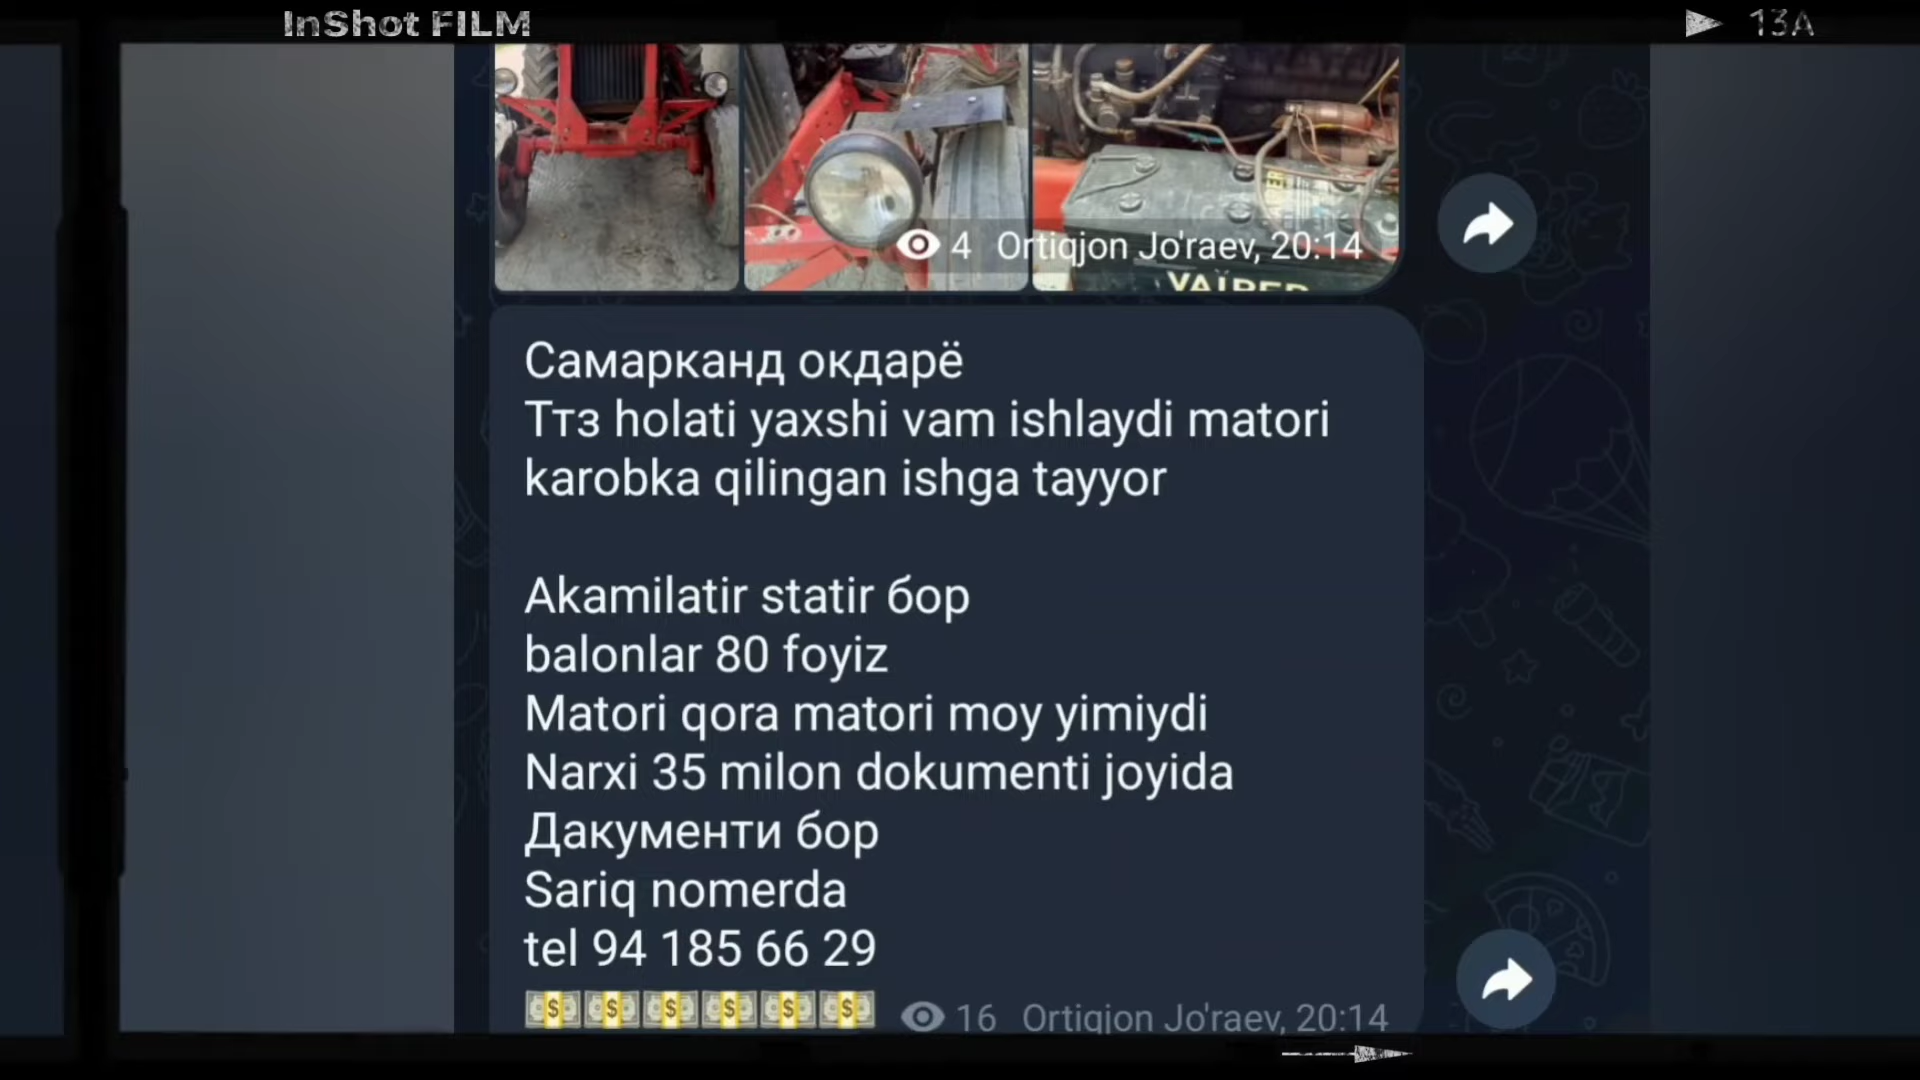 InShot FILM
13A
4 Ortiqjon Jo'raev, 20:14
Самарканд окдарё
Ттз holati yaxshi vam ishlaydi matori
karobka qilingan ishga tayyor
Akamilatir statir бор
balonlar 80 foyiz
Matori qora matori moy yimiydi
Narxi 35 milon dokumenti joyida
Дакументи бор
Sariq nomerda
tel 94 185 66 29
16 Ortiqjon Jo'raev, 20:14